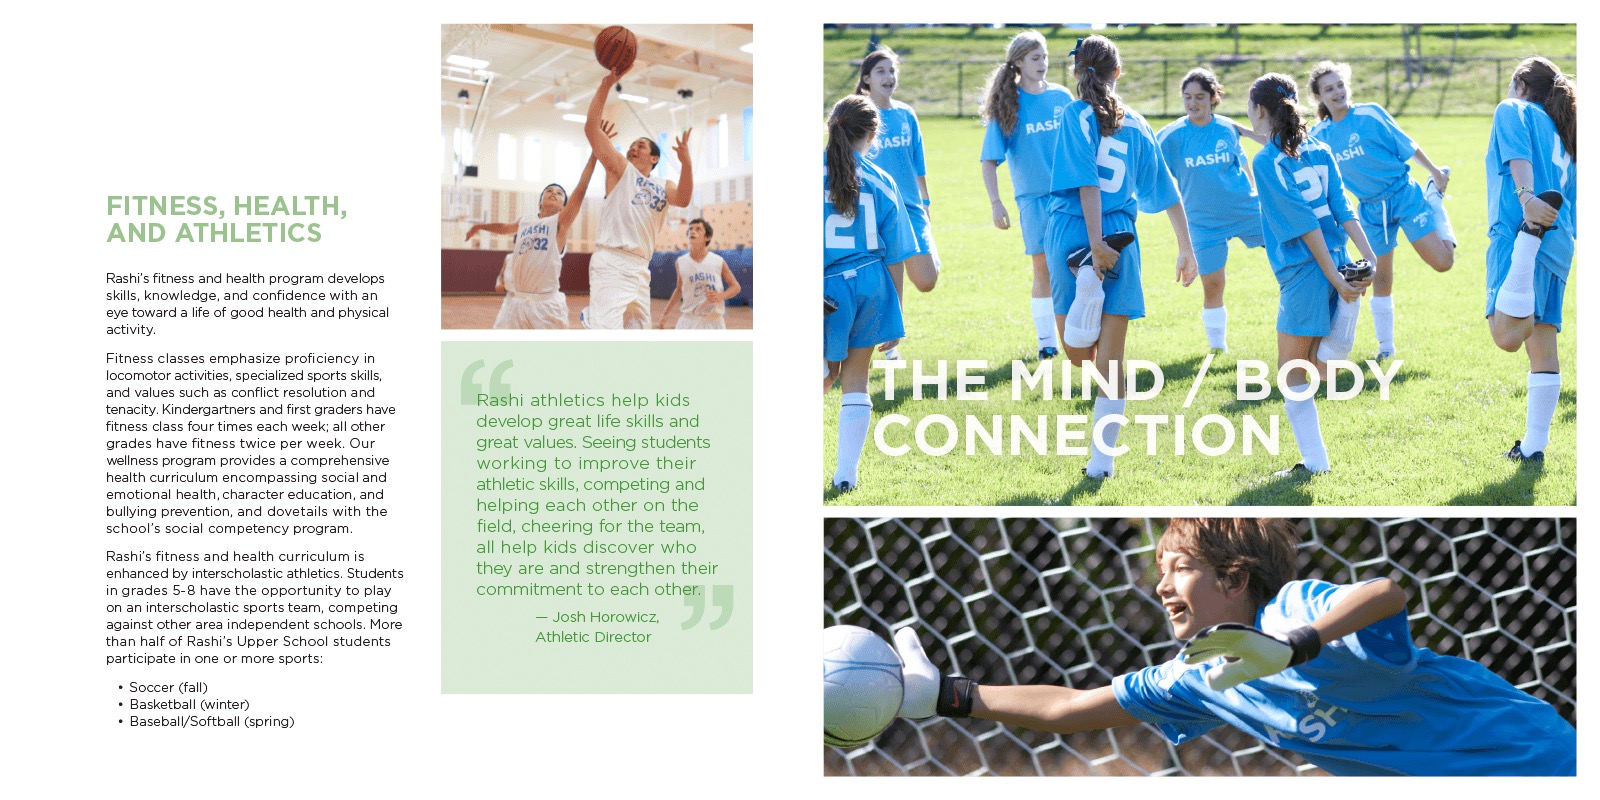 FITNESS, HEALTH,
AND ATHLETICS
Rashi's fitness and health program develops
skills, knowledge, and confidence with an
eye toward a life of good health and physical
activity.
Fitness classes emphasize proficiency in
locomotor activities, specialized sports skills,
and values such as conflict resolution and
tenacity. Kindergartners and first graders have
fitness class four times each week; all other
grades have fitness twice per week. Our
wellness program provides a comprehensive
health curriculum encompassing social and
emotional health, character education, and
bullying prevention, and dovetails with the
school's social competency program.
Rashi's fitness and health curriculum is
enhanced by interscholastic athletics. Students
in grades 5-8 have the opportunity to play
on an interscholastic sports team, competing
against other area independent schools. More
than half of Rashi's Upper School students
participate in one or more sports:
• Soccer (fall)
• Basketball (winter)
• Baseball/Softball (spring)
RASHI
33
RASHI
32
RASHI
“Rashi athletics help kids
develop great life skills and
great values. Seeing students
working to improve their
athletic skills, competing and
helping each other on the
field, cheering for the team,
all help kids discover who
they are and strengthen their
commitment to each other.”
— Josh Horowicz,
Athletic Director
RASHI
RASH
5
RASHI
ASHI
21
4
THE MIND / BODY
CONNECTION
SH